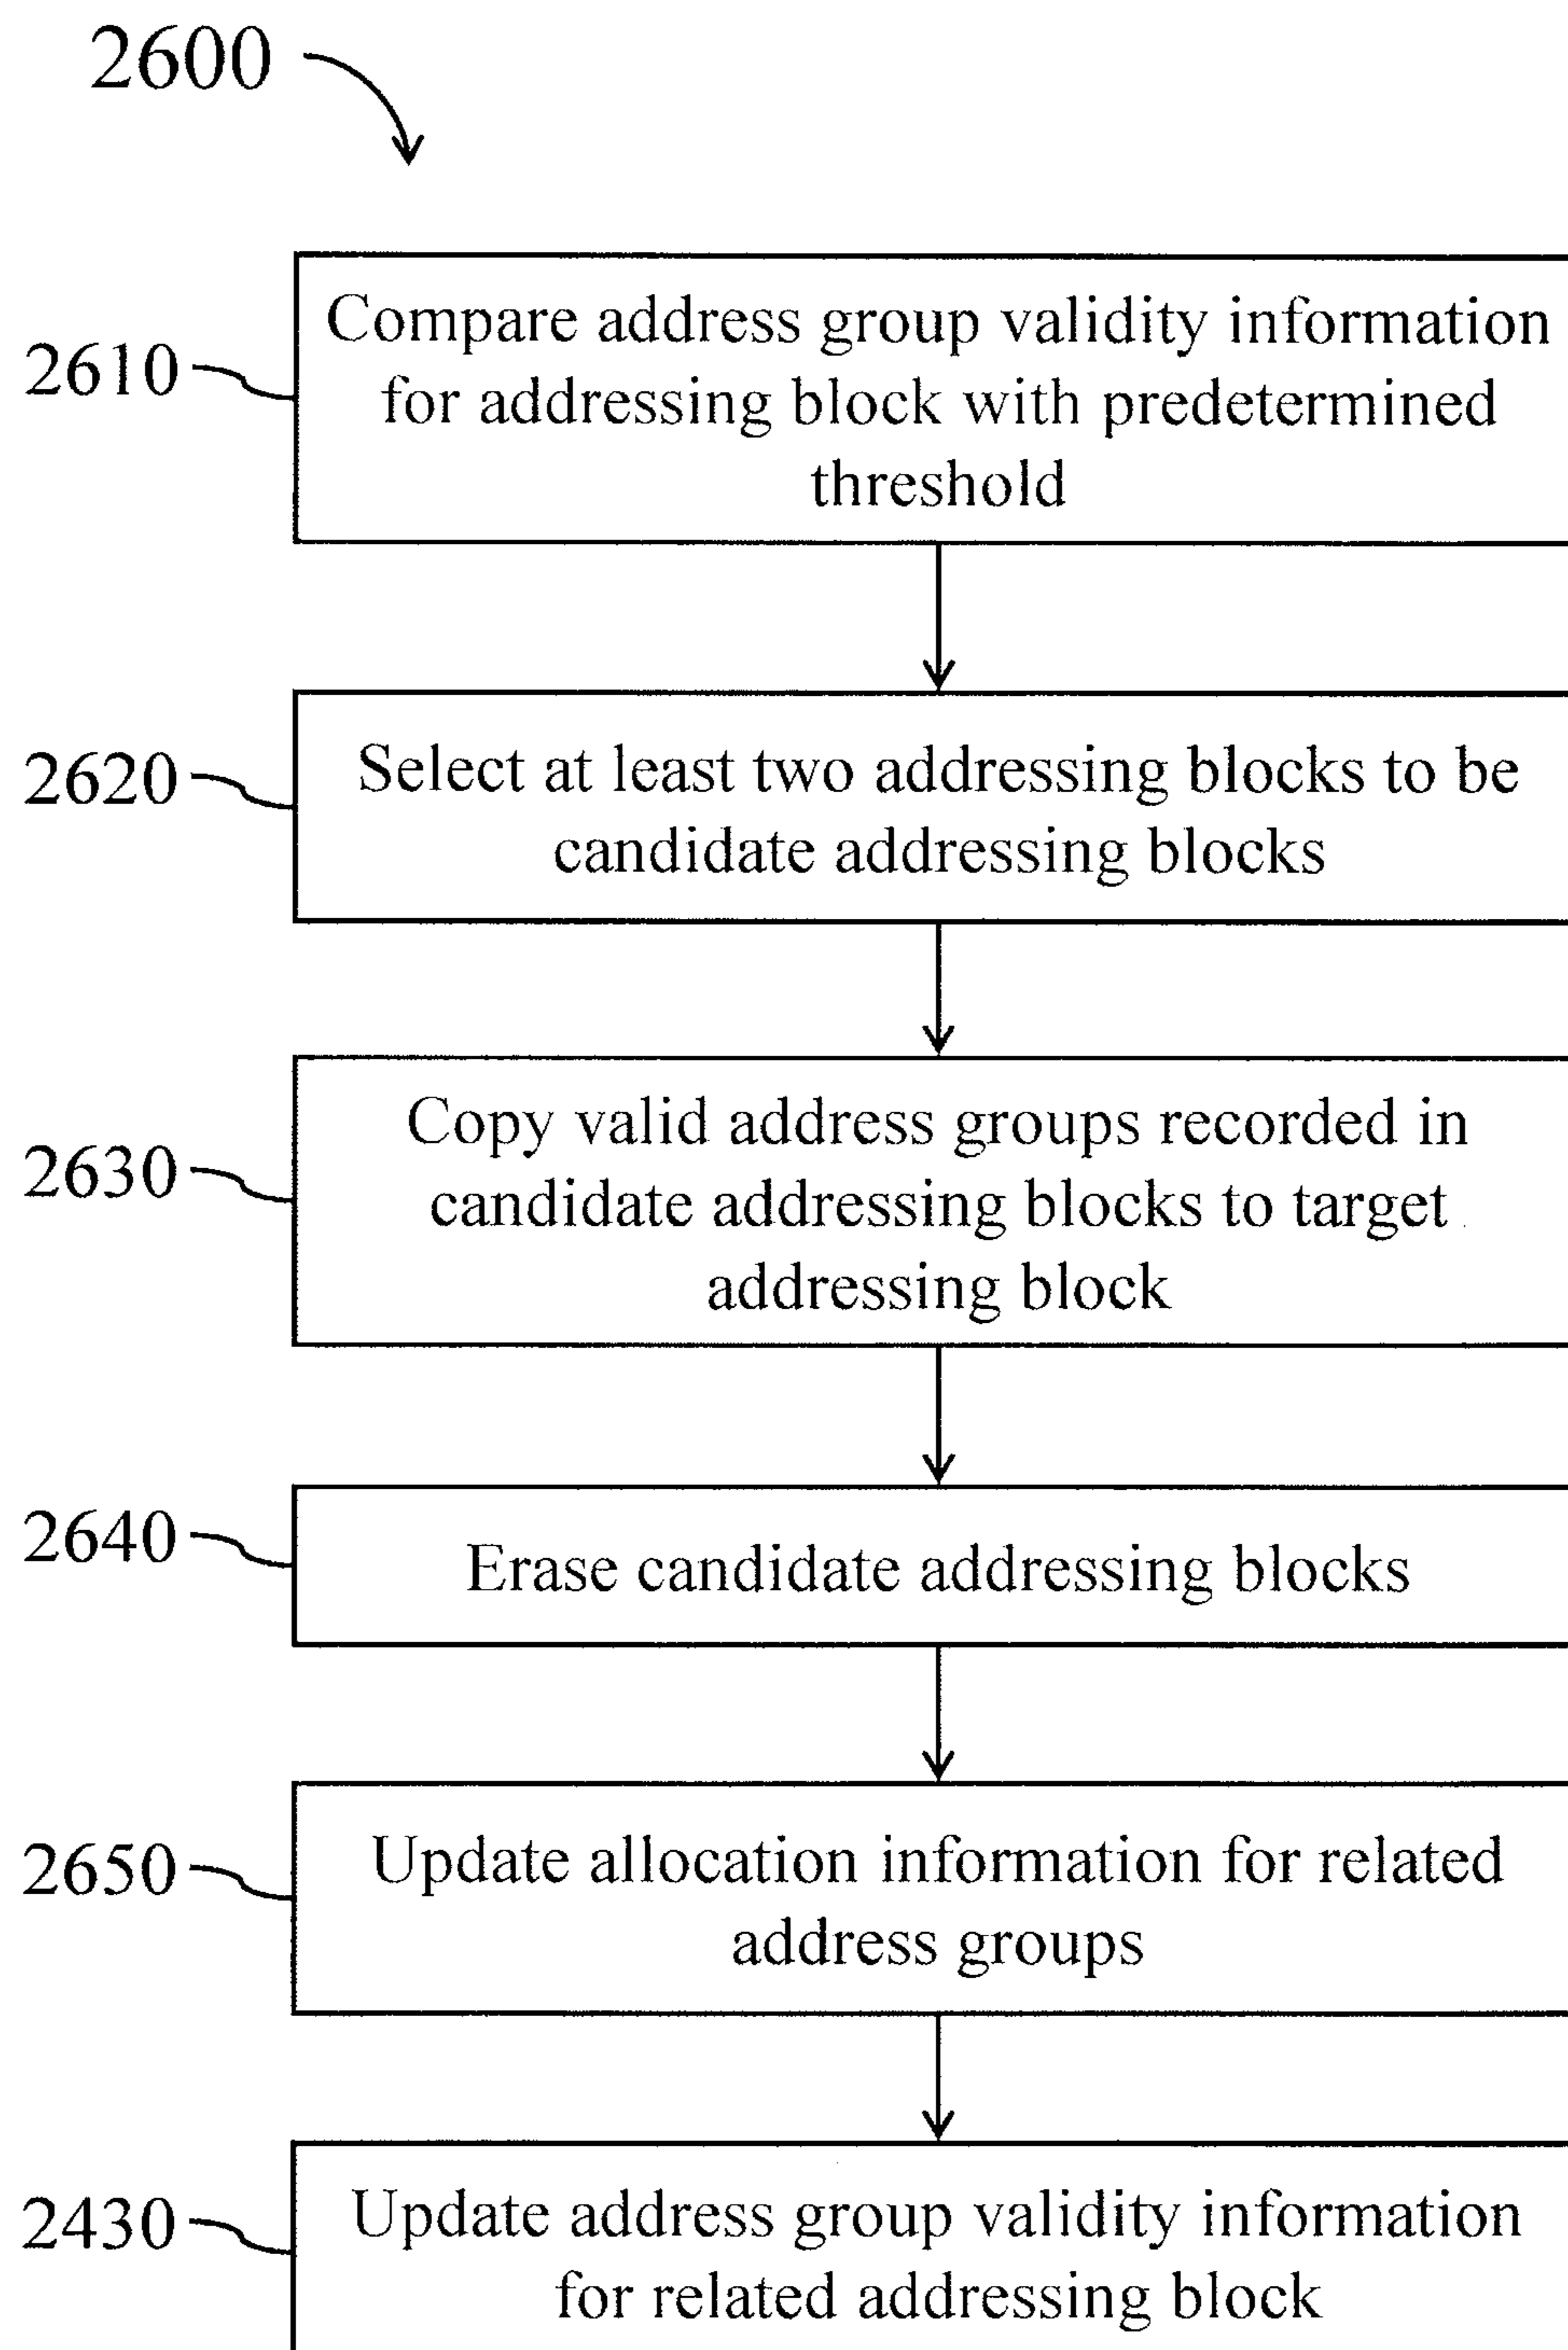 2600
2610
Compare address group validity information
for addressing block with predetermined
threshold
2620
Select at least two addressing blocks to be
candidate addressing blocks
2630
Copy valid address groups recorded in
candidate addressing blocks to target
addressing block
2640
Erase candidate addressing blocks
2650
Update allocation information for related
address groups
2430
Update address group validity information
for related addressing block